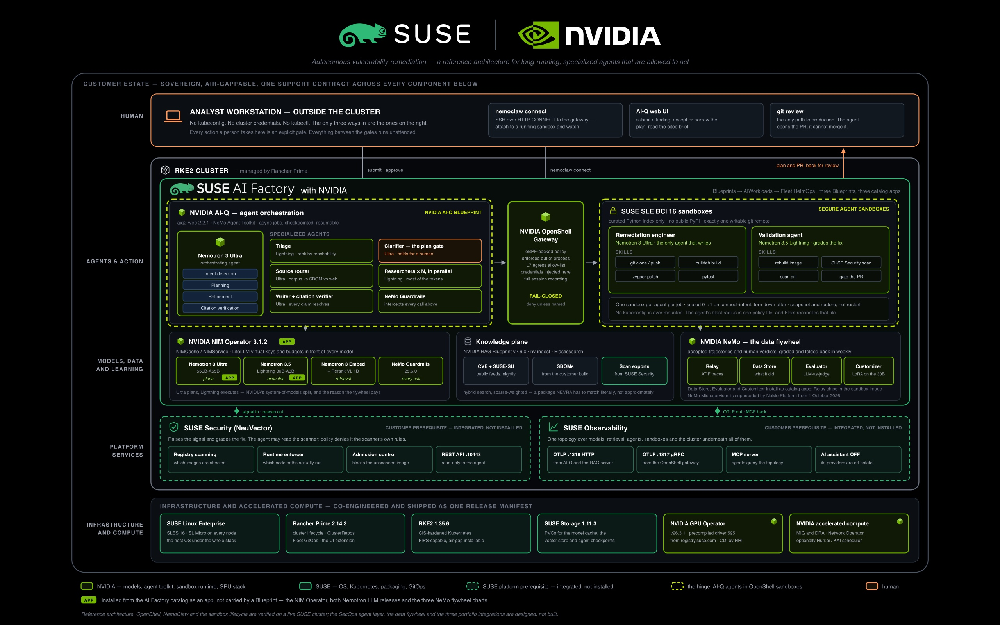 SUSE
NVIDIA
Autonomous vulnerability remediation — a reference architecture for long-running, specialized agents that are allowed to act
CUSTOMER ESTATE — SOVEREIGN, AIR-GAPPABLE, ONE SUPPORT CONTRACT ACROSS EVERY COMPONENT BELOW
HUMAN
ANALYST WORKSTATION — OUTSIDE THE CLUSTER
No kubeconfig. No cluster credentials. No kubectl. The only three ways in are the ones on the right.
Every action a person takes here is an explicit gate. Everything between the gates runs unattended.
nemoclaw connect
SSH over HTTP CONNECT to the gateway —
attach to a running sandbox and watch
AI-Q web UI
submit a finding, accept or narrow the
plan, read the cited brief
git review
the only path to production. The agent
opens the PR; it cannot merge it.
RKE2 CLUSTER · managed by Rancher Prime
submit · approve
nemoclaw connect
plan and PR, back for review
SUSE AI Factory with NVIDIA
Blueprints → AIWorkloads → Fleet HelmOps · three Blueprints, three catalog apps
AGENTS & ACTION
NVIDIA AI-Q — agent orchestration
NVIDIA AI-Q BLUEPRINT
aiq2-web 2.2.1 · NeMo Agent Toolkit · async jobs, checkpointed, resumable
Nemotron 3 Ultra
orchestrating agent
Intent detection
Planning
Refinement
Citation verification
SPECIALIZED AGENTS
Triage
Lightning · rank by reachability
Clarifier — the plan gate
Ultra · holds for a human
Source router
Ultra · corpus vs SBOM vs web
Researchers × N, in parallel
Lightning · most of the tokens
Writer + citation verifier
Ultra · every claim resolves
NeMo Guardrails
intercepts every call above
NVIDIA OpenShell
Gateway
eBPF-backed policy
enforced out of process
L7 egress allow-list
credentials injected here
full session recording
FAIL-CLOSED
deny unless named
SUSE SLE BCI 16 sandboxes
SECURE AGENT SANDBOXES
curated Python index only · no public PyPI · exactly one writable git remote
Remediation engineer
Nemotron 3 Ultra · the only agent that writes
SKILLS
git clone / push
buildah build
zypper patch
pytest
Validation agent
Nemotron 3.5 Lightning · grades the fix
SKILLS
rebuild image
SUSE Security scan
scan diff
gate the PR
One sandbox per agent per job · scaled 0→1 on connect-intent, torn down after · snapshot and restore, not restart
No kubeconfig is ever mounted. The agent's blast radius is one policy file, and Fleet reconciles that file.
MODELS, DATA
AND LEARNING
NVIDIA NIM Operator 3.1.2 APP
NIMCache / NIMService · LiteLLM virtual keys and budgets in front of every model
Nemotron 3 Ultra
550B-A55B
plans APP
Nemotron 3.5
Lightning 30B-A3B
executes APP
Nemotron 3 Embed
+ Rerank VL 1B
retrieval
NeMo Guardrails
25.6.0
every call
Ultra plans, Lightning executes — NVIDIA's system-of-models split, and the reason the flywheel pays
Knowledge plane
NVIDIA RAG Blueprint v2.6.0 · nv-ingest · Elasticsearch
CVE + SUSE-SU
public feeds, nightly
SBOMs
from the customer build
Scan exports
from SUSE Security
hybrid search, sparse-weighted — a package NEVRA has to match literally, not approximately
NVIDIA NeMo — the data flywheel
accepted trajectories and human verdicts, graded and folded back in weekly
Relay
ATIF traces
Data Store
what it did
Evaluator
LLM-as-judge
Customizer
LoRA on the 30B
Data Store, Evaluator and Customizer install as catalog apps; Relay ships in the sandbox image
NeMo Microservices is superseded by NeMo Platform from 1 October 2026
signal in · rescan out
OTLP out · MCP back
PLATFORM
SERVICES
SUSE Security (NeuVector)
CUSTOMER PREREQUISITE — INTEGRATED, NOT INSTALLED
Raises the signal and grades the fix. The agent may read the scanner; policy denies it the scanner's own rules.
Registry scanning
which images are affected
Runtime enforcer
which code paths actually run
Admission control
blocks the unscanned image
REST API :10443
read-only to the agent
SUSE Observability
CUSTOMER PREREQUISITE — INTEGRATED, NOT INSTALLED
One topology over models, retrieval, agents, sandboxes and the cluster underneath all of them.
OTLP :4318 HTTP
from AI-Q and the RAG server
OTLP :4317 gRPC
from the OpenShell gateway
MCP server
agents query the topology
AI assistant OFF
its providers are off-estate
INFRASTRUCTURE
AND COMPUTE
INFRASTRUCTURE AND ACCELERATED COMPUTE — CO-ENGINEERED AND SHIPPED AS ONE RELEASE MANIFEST
SUSE Linux Enterprise
SLES 16 · SL Micro on every node
the host OS under the whole stack
Rancher Prime 2.14.3
cluster lifecycle · ClusterRepos
Fleet GitOps · the UI extension
RKE2 1.35.6
CIS-hardened Kubernetes
FIPS-capable, air-gap installable
SUSE Storage 1.11.3
PVCs for the model cache, the
vector store and agent checkpoints
NVIDIA GPU Operator
v26.3.1 · precompiled driver 595
from registry.suse.com · CDI by NRI
NVIDIA accelerated compute
MIG and DRA · Network Operator
optionally Run:ai / KAI scheduler
NVIDIA — models, agent toolkit, sandbox runtime, GPU stack
SUSE — OS, Kubernetes, packaging, GitOps
SUSE platform prerequisite — integrated, not installed
the hinge: AI-Q agents in OpenShell sandboxes
human
APP installed from the AI Factory catalog as an app, not carried by a Blueprint — the NIM Operator, both Nemotron LLM releases and the three NeMo flywheel charts
Reference architecture. OpenShell, NemoClaw and the sandbox lifecycle are verified on a live SUSE cluster; the SecOps agent layer, the data flywheel and the three portfolio integrations are designed, not built.